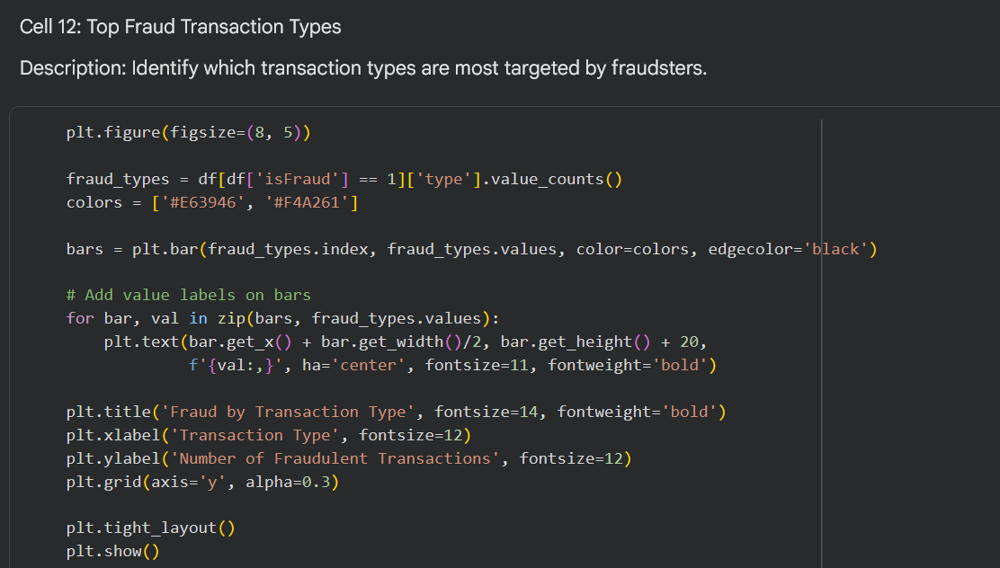 Cell 12: Top Fraud Transaction Types
Description: Identify which transaction types are most targeted by fraudsters.
plt.figure(figsize=(8, 5))
fraud_types = df[df['isFraud'] == 1]['type'].value_counts()
colors = ['#E63946', '#F4A261']
bars = plt.bar(fraud_types.index, fraud_types.values, color=colors, edgecolor='black')
# Add value labels on bars
for bar, val in zip(bars, fraud_types.values):
    plt.text(bar.get_x() + bar.get_width()/2, bar.get_height() + 20,
             f'{val:,}', ha='center', fontsize=11, fontweight='bold')
plt.title('Fraud by Transaction Type', fontsize=14, fontweight='bold')
plt.xlabel('Transaction Type', fontsize=12)
plt.ylabel('Number of Fraudulent Transactions', fontsize=12)
plt.grid(axis='y', alpha=0.3)
plt.tight_layout()
plt.show()